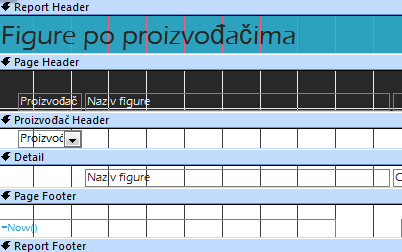 Report Header
Figure po proizvođačima
Page Header
Proizvođač Naziv figure
Proizvođač Header
Proizvođ
Detail
Naziv figure
Page Footer
=Now()
Report Footer